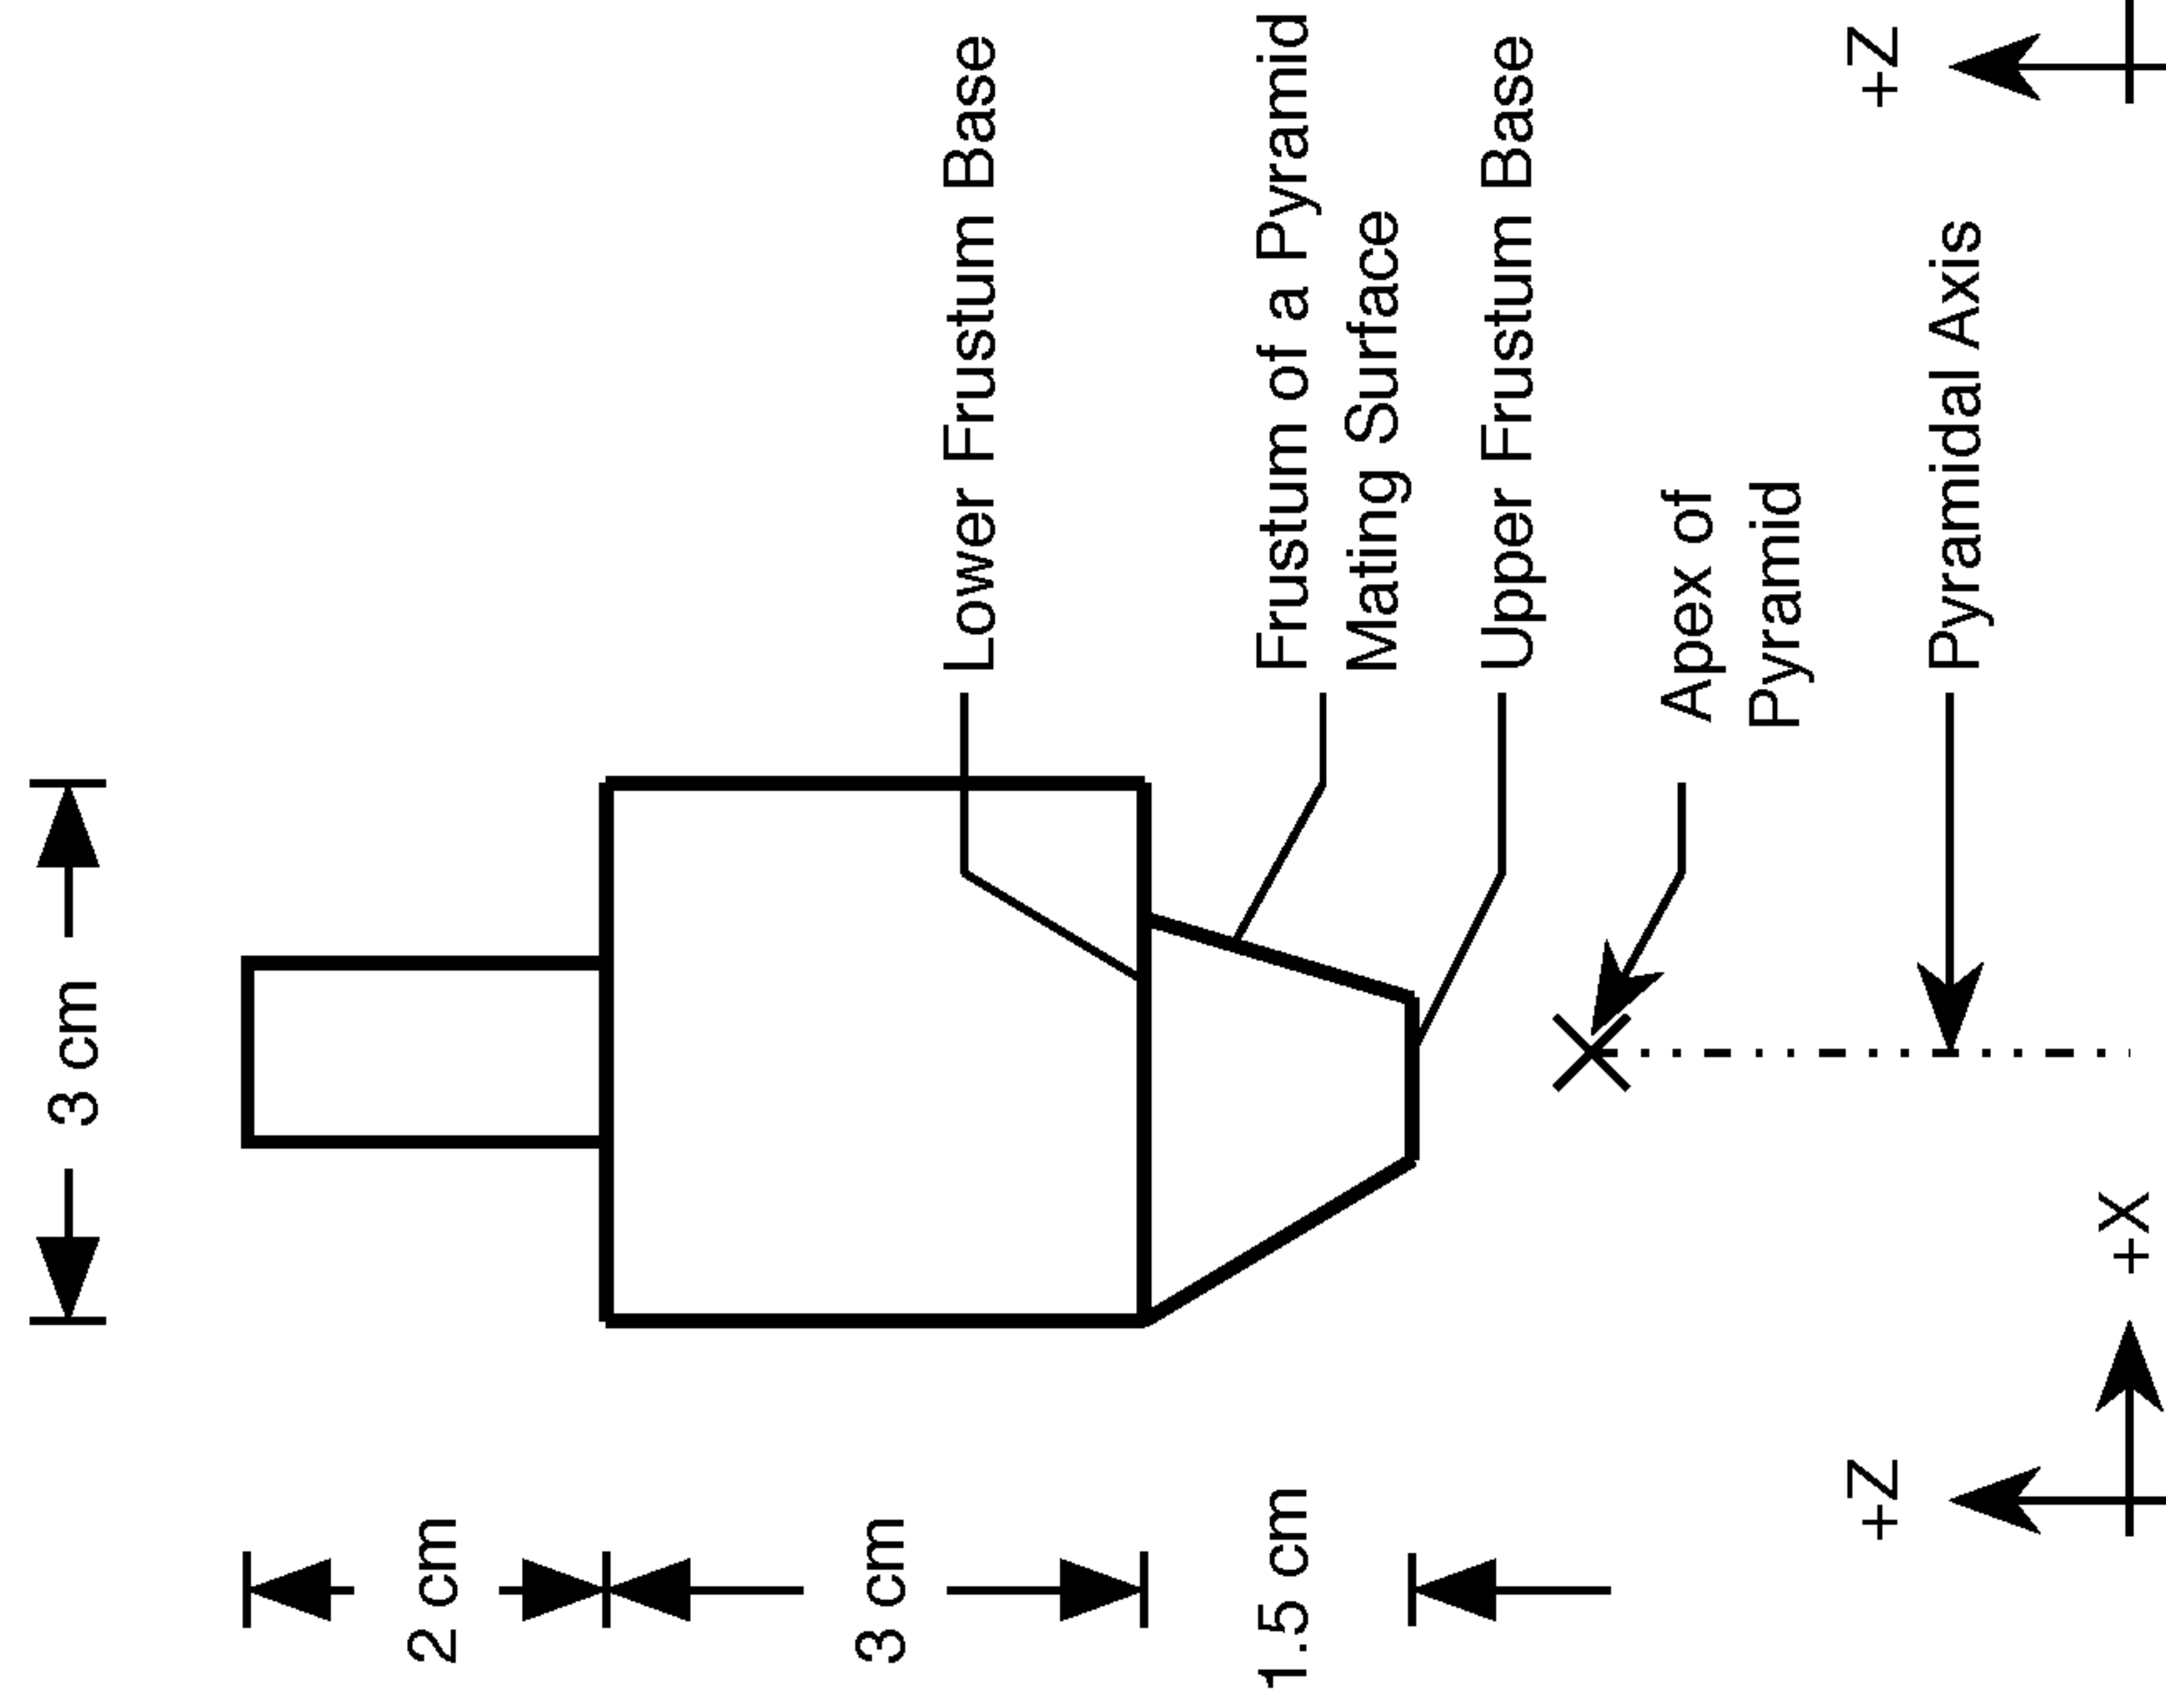 3 cm
2 cm
3 cm
1.5 cm
Lower Frustum Base
Frustum of a Pyramid
Mating Surface
Upper Frustum Base
Apex of
Pyramid
Pyramidal Axis
+Z
+X
+Z